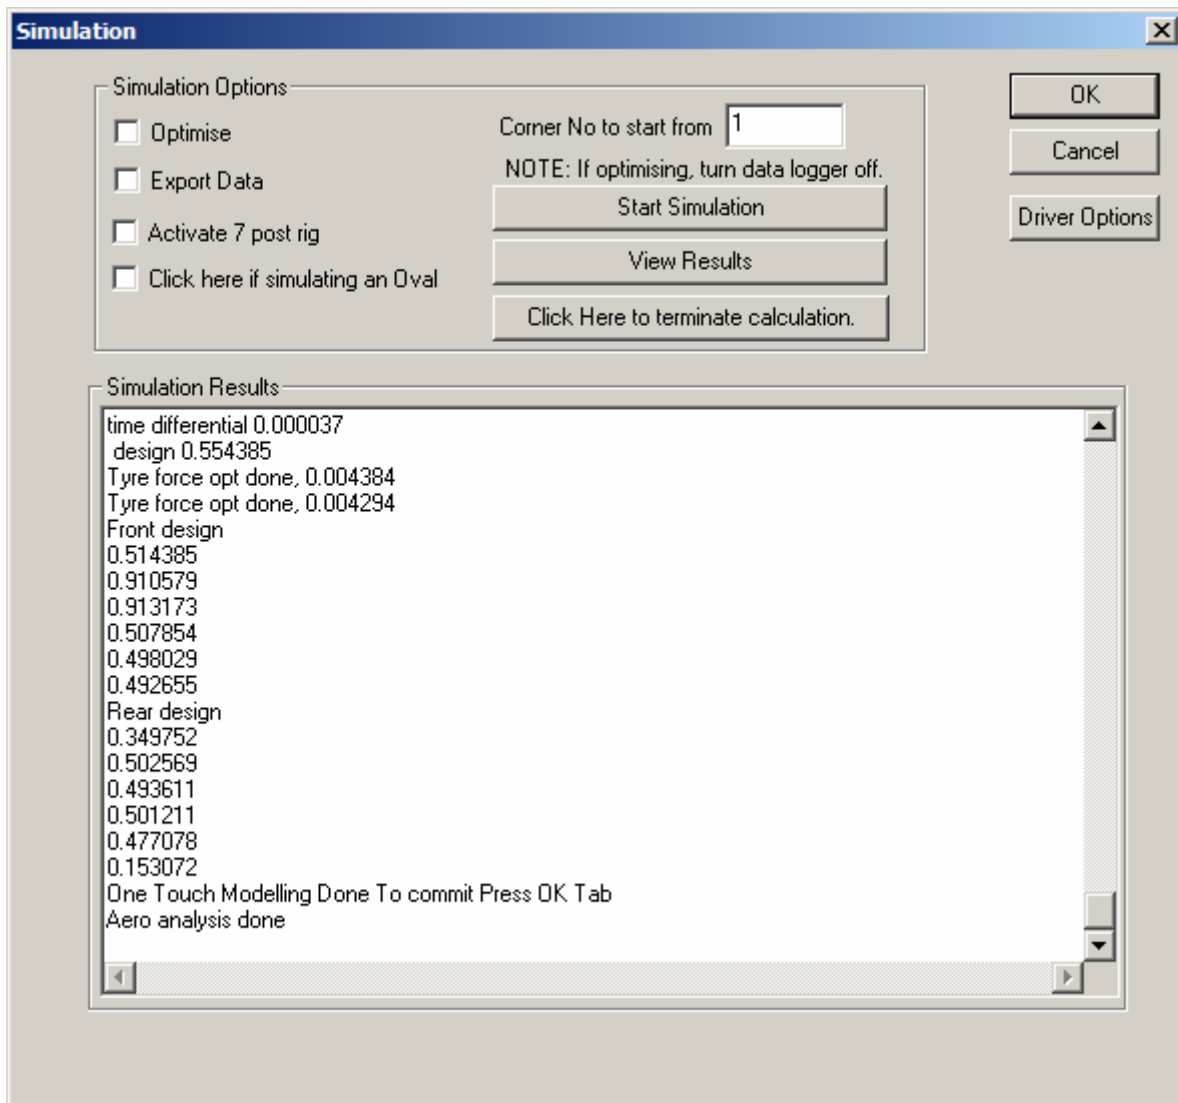 Simulation
Simulation Options
Optimise
Export Data
Activate 7 post rig
Click here if simulating an Oval
Corner No to start from 1
NOTE: If optimising, turn data logger off.
Start Simulation
View Results
Click Here to terminate calculation.
OK
Cancel
Driver Options
Simulation Results
time differential 0.000037
design 0.554385
Tyre force opt done, 0.004384
Tyre force opt done, 0.004294
Front design
0.514385
0.910579
0.913173
0.507854
0.498029
0.492655
Rear design
0.349752
0.502569
0.493611
0.501211
0.477078
0.153072
One Touch Modelling Done To commit Press OK Tab
Aero analysis done